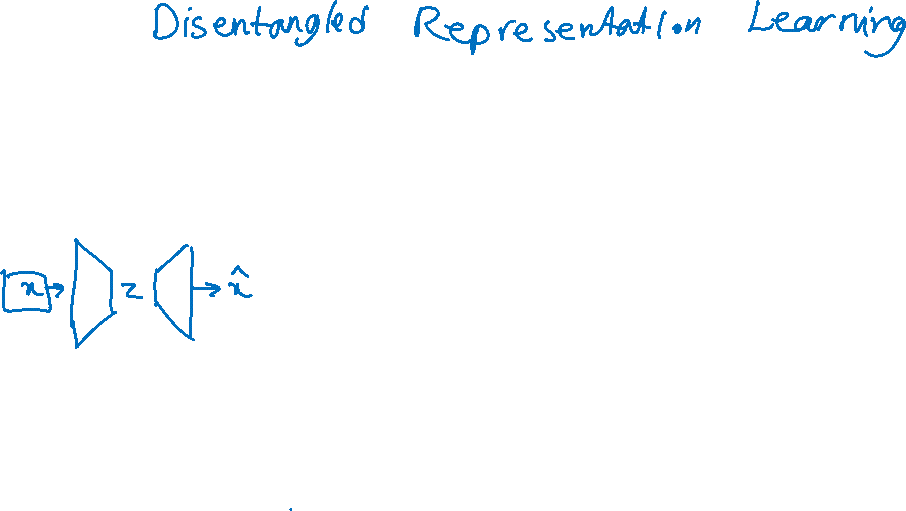 Disentangled Representation Learning
x → z → x̂